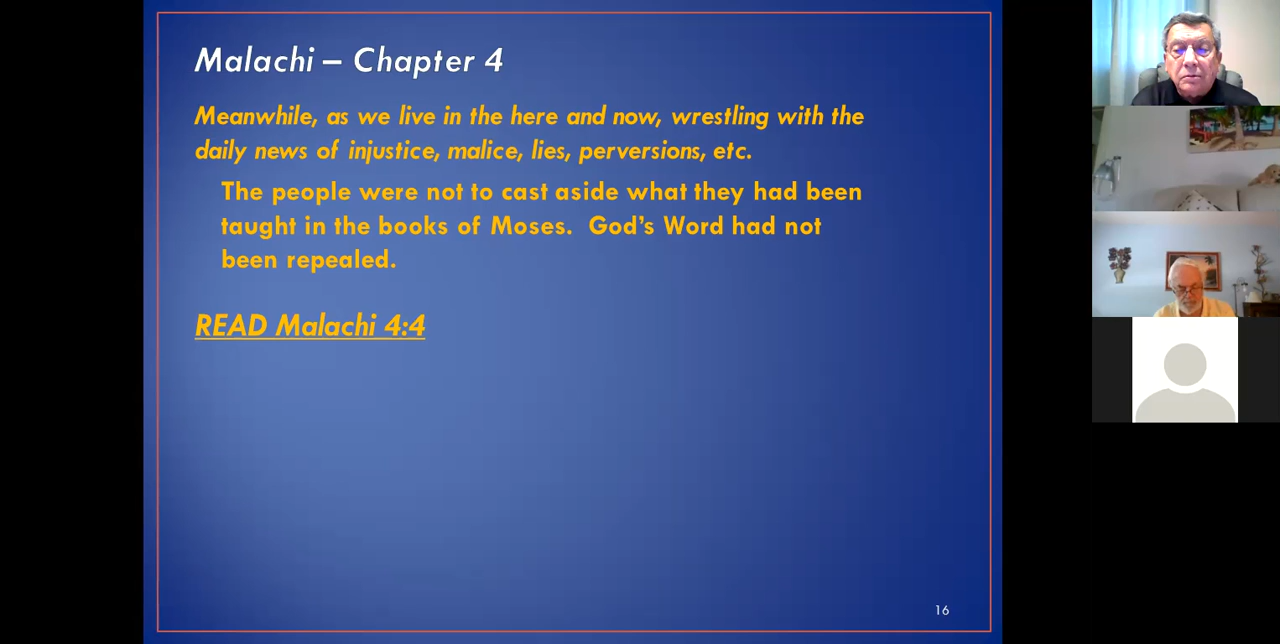 Malachi – Chapter 4
Meanwhile, as we live in the here and now, wrestling with the
daily news of injustice, malice, lies, perversions, etc.
The people were not to cast aside what they had been
taught in the books of Moses.  God’s Word had not
been repealed.
READ Malachi 4:4
16